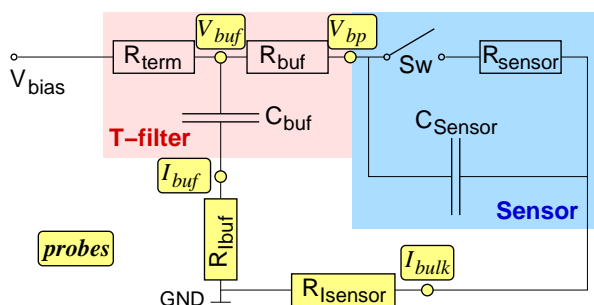 V_buf
V_bp
R_term
R_buf
Sw
R_sensor
V_bias
C_buf
C_Sensor
T-filter
I_buf
Sensor
R_Ibuf
probes
I_bulk
R_Isensor
GND